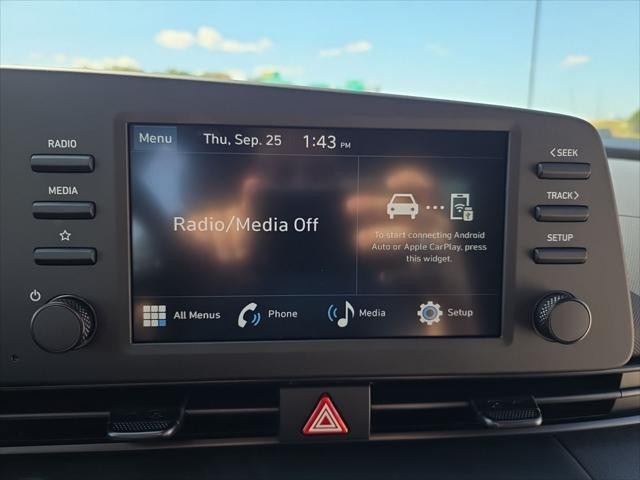 RADIO
MEDIA
Menu
Thu, Sep. 25
1:43 PM
Radio/Media Off
To start connecting Android
Auto or Apple CarPlay, press
this widget.
All Menus
Phone
Media
Setup
<SEEK
TRACK>
SETUP